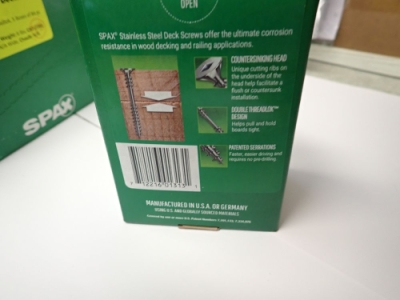 OPEN
SPAX® Stainless Steel Deck Screws offer the ultimate corrosion
resistance in wood decking and railing applications.
COUNTERSINKING HEAD
Unique cutting ribs on
the underside of the
head help facilitate a
flush or countersunk
installation.
DOUBLE THREADLOK™
DESIGN
Helps pull and hold
boards tight.
PATENTED SERRATIONS
Faster, easier driving and
requires no pre-drilling.
MANUFACTURED IN U.S.A. OR GERMANY
USING U.S. AND GLOBALLY SOURCED MATERIALS
SPAX